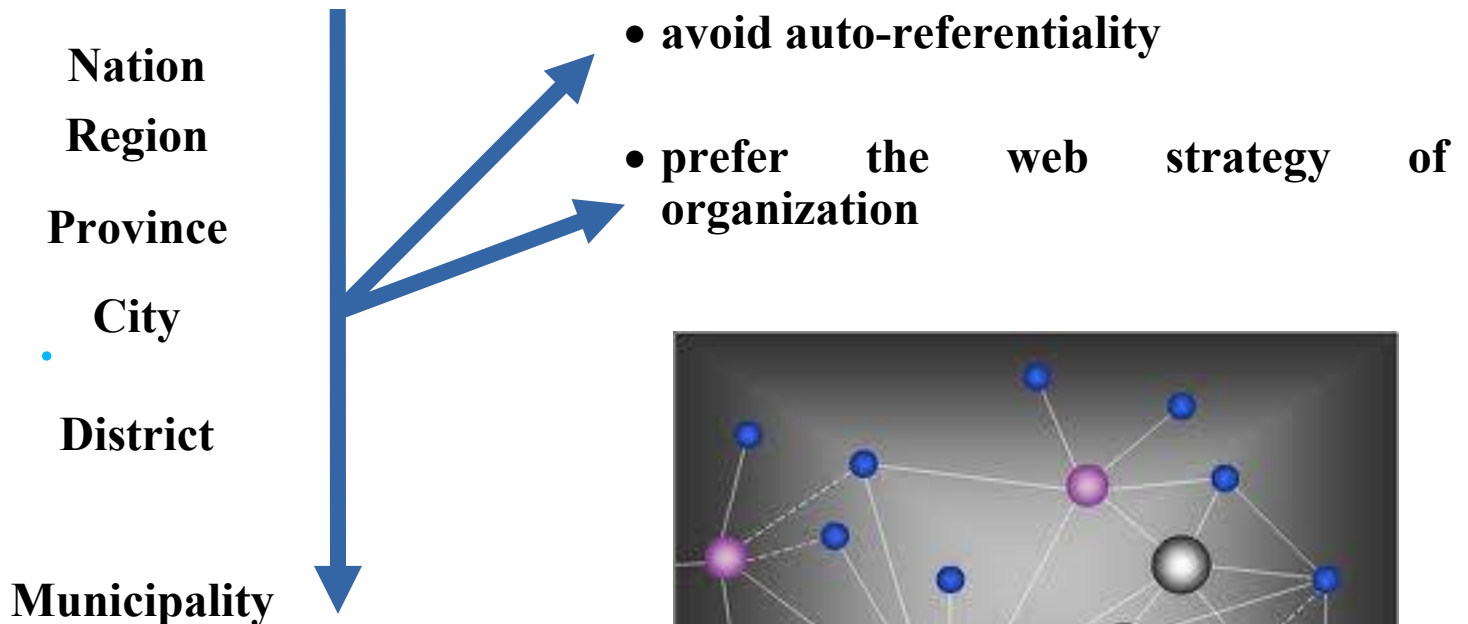 Nation
Region
Province
City
District
Municipality
• avoid auto-referentiality
• prefer the web strategy of
organization